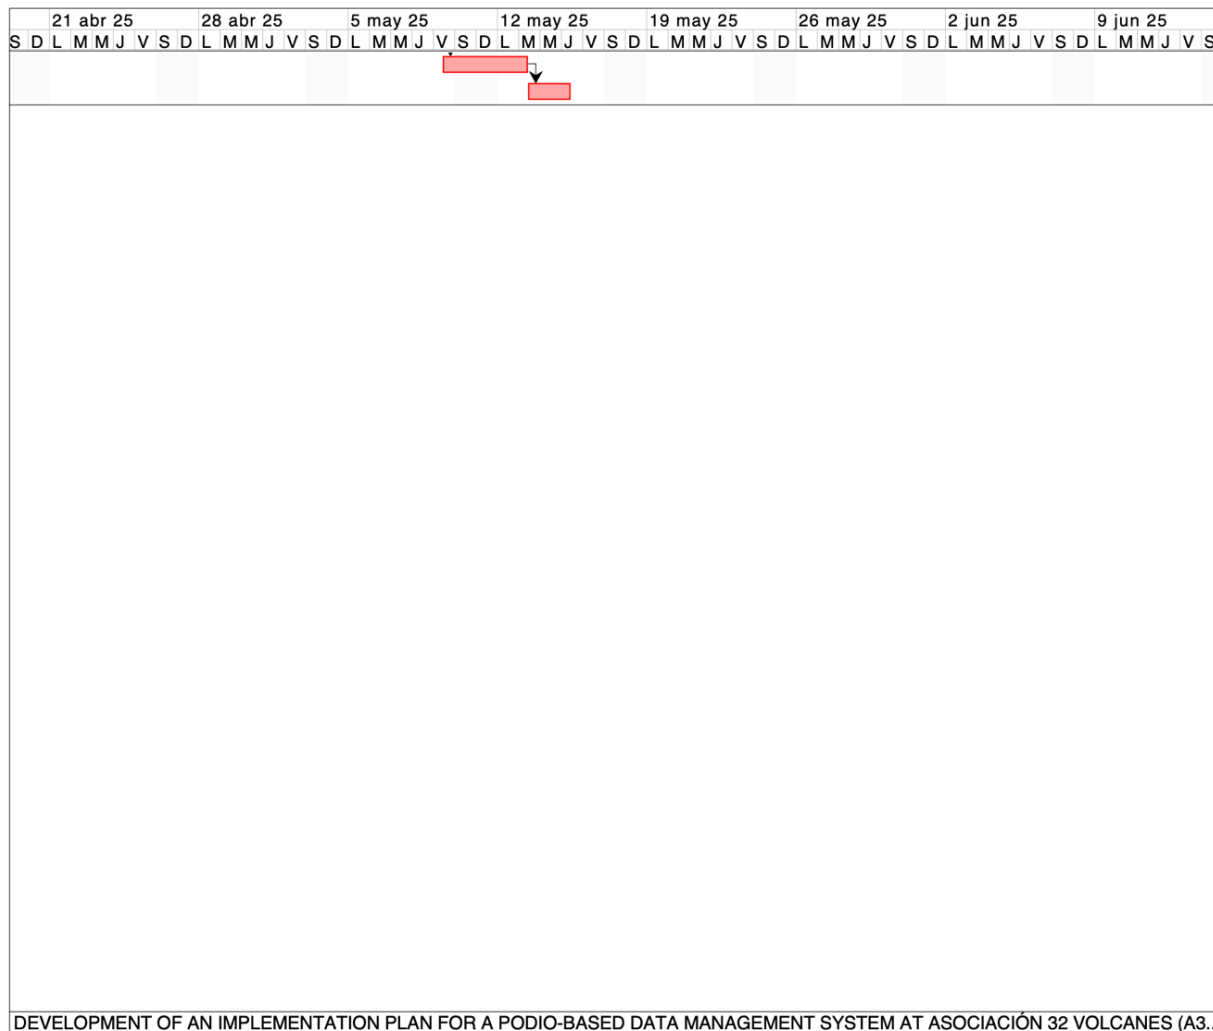 21 abr 25 28 abr 25 5 may 25 12 may 25 19 may 25 26 may 25 2 jun 25 9 jun 25
S D L M M J V S D L M M J V S D L M M J V S D L M M J V S D L M M J V S D L M M J V S D L M M J V S D L M M J V S
DEVELOPMENT OF AN IMPLEMENTATION PLAN FOR A PODIO-BASED DATA MANAGEMENT SYSTEM AT ASOCIACIÓN 32 VOLCANES (A3.